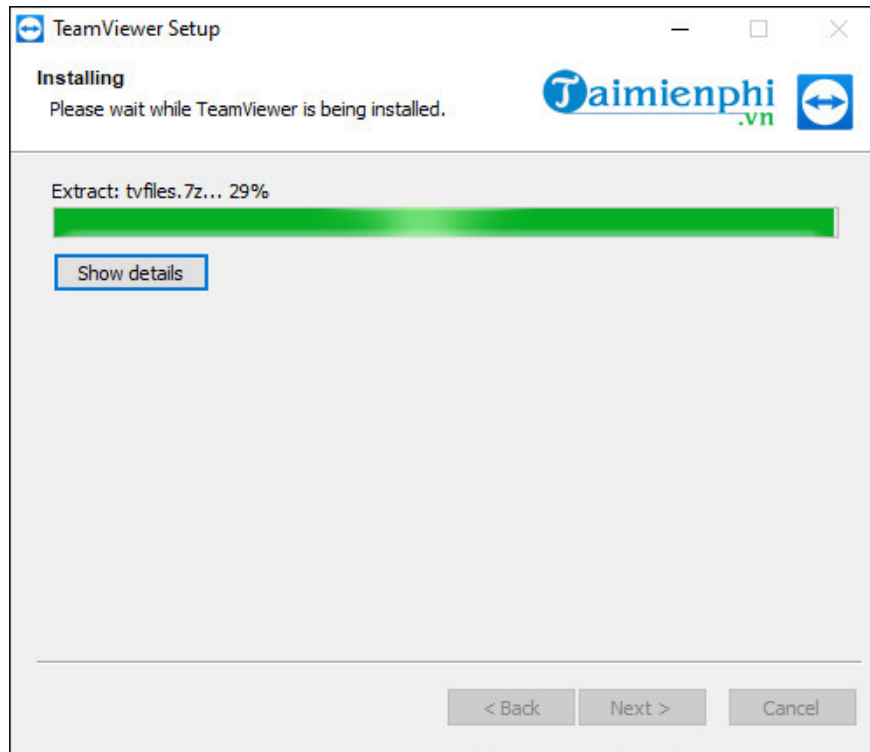 TeamViewer Setup
Installing
Please wait while TeamViewer is being installed.
Taimienphi
.vn
Extract: tvfiles.7z... 29%
Show details
< Back
Next >
Cancel